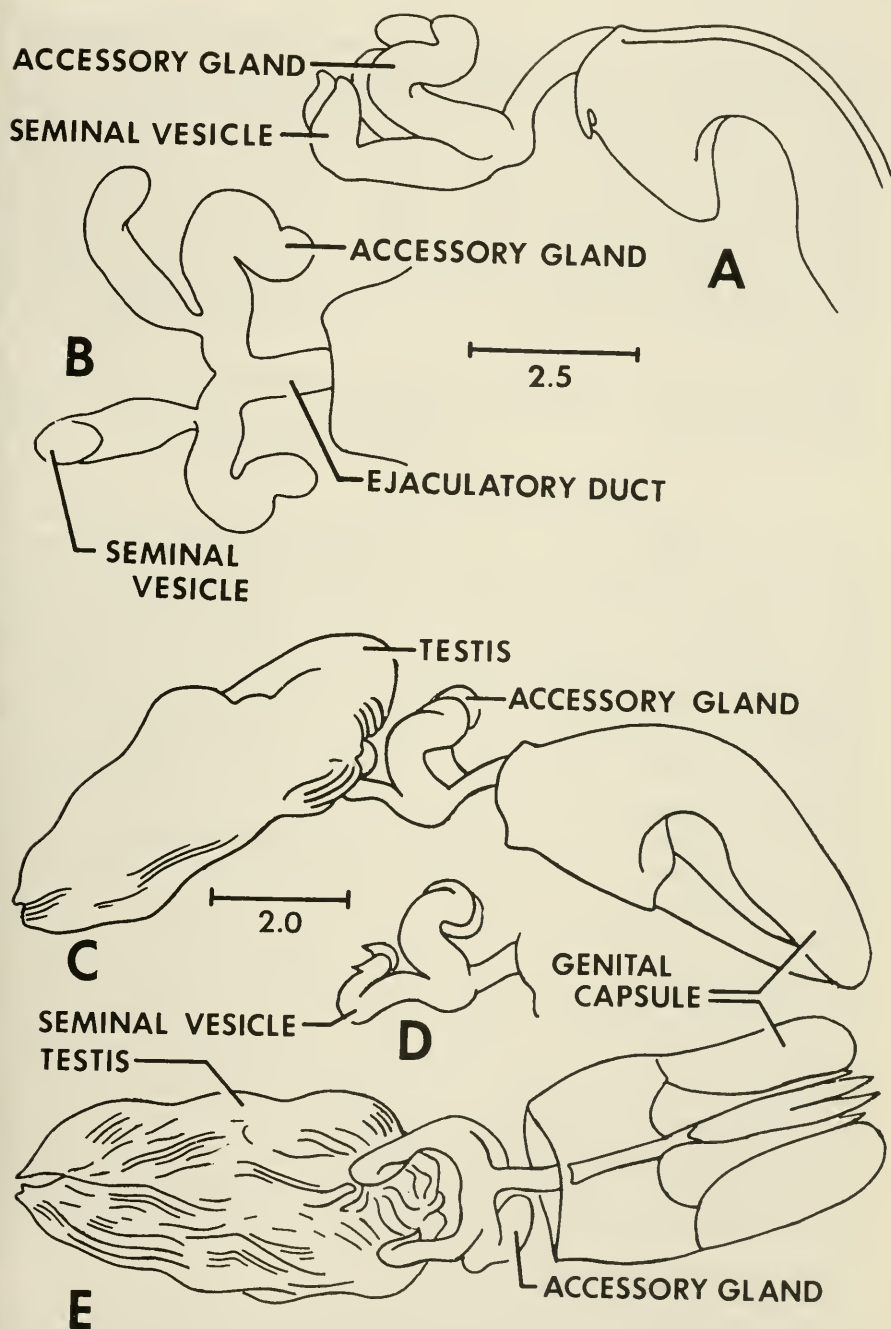 ACCESSORY GLAND
SEMINAL VESICLE
A
ACCESSORY GLAND
B
2.5
EJACULATORY DUCT
SEMINAL
VESICLE
TESTIS
ACCESSORY GLAND
2.0
C
GENITAL
CAPSULE
SEMINAL VESICLE
D
TESTIS
ACCESSORY GLAND
E